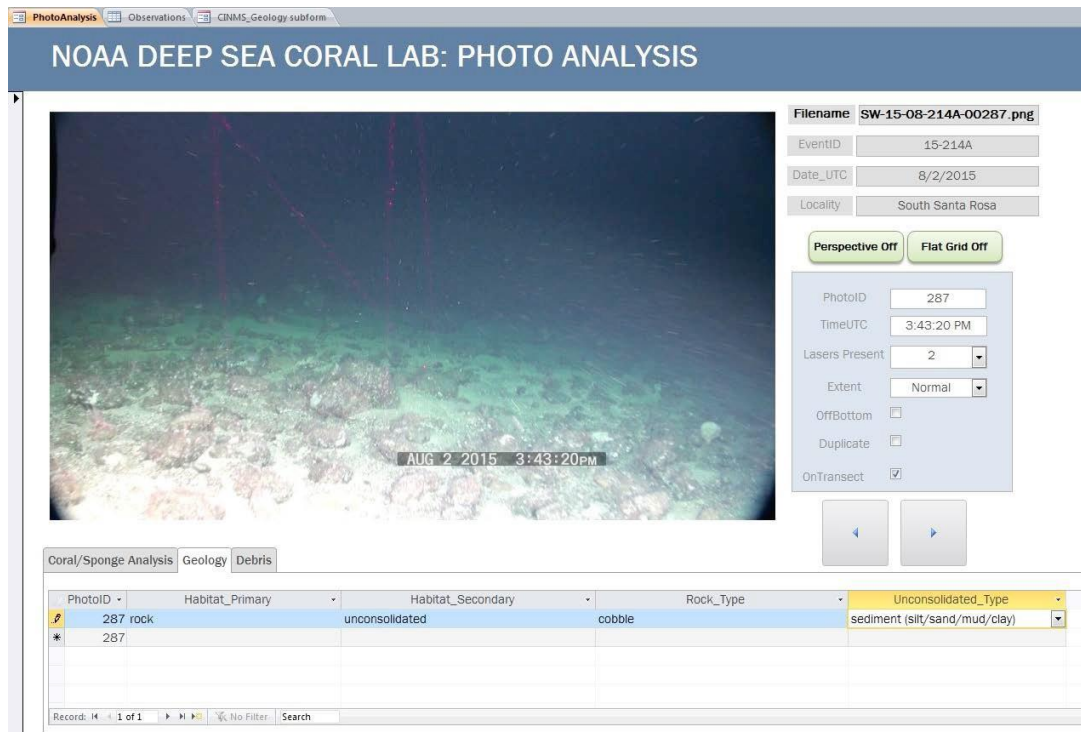 PhotoAnalysis Observations CINMS_Geology subform
NOAA DEEP SEA CORAL LAB: PHOTO ANALYSIS
Filename SW-15-08-214A-00287.png
EventID 15-214A
Date_UTC 8/2/2015
Locality South Santa Rosa
Perspective Off Flat Grid Off
PhotoID 287
TimeUTC 3:43:20 PM
Lasers Present 2
Extent Normal
OffBottom
Duplicate
OnTransect
AUG 2 2015 3:43:20PM
Coral/Sponge Analysis Geology Debris
PhotoID Habitat_Primary Habitat_Secondary Rock_Type Unconsolidated_Type
287 rock unconsolidated cobble sediment (silt/sand/mud/clay)
287
Record: 1 of 1 No Filter Search